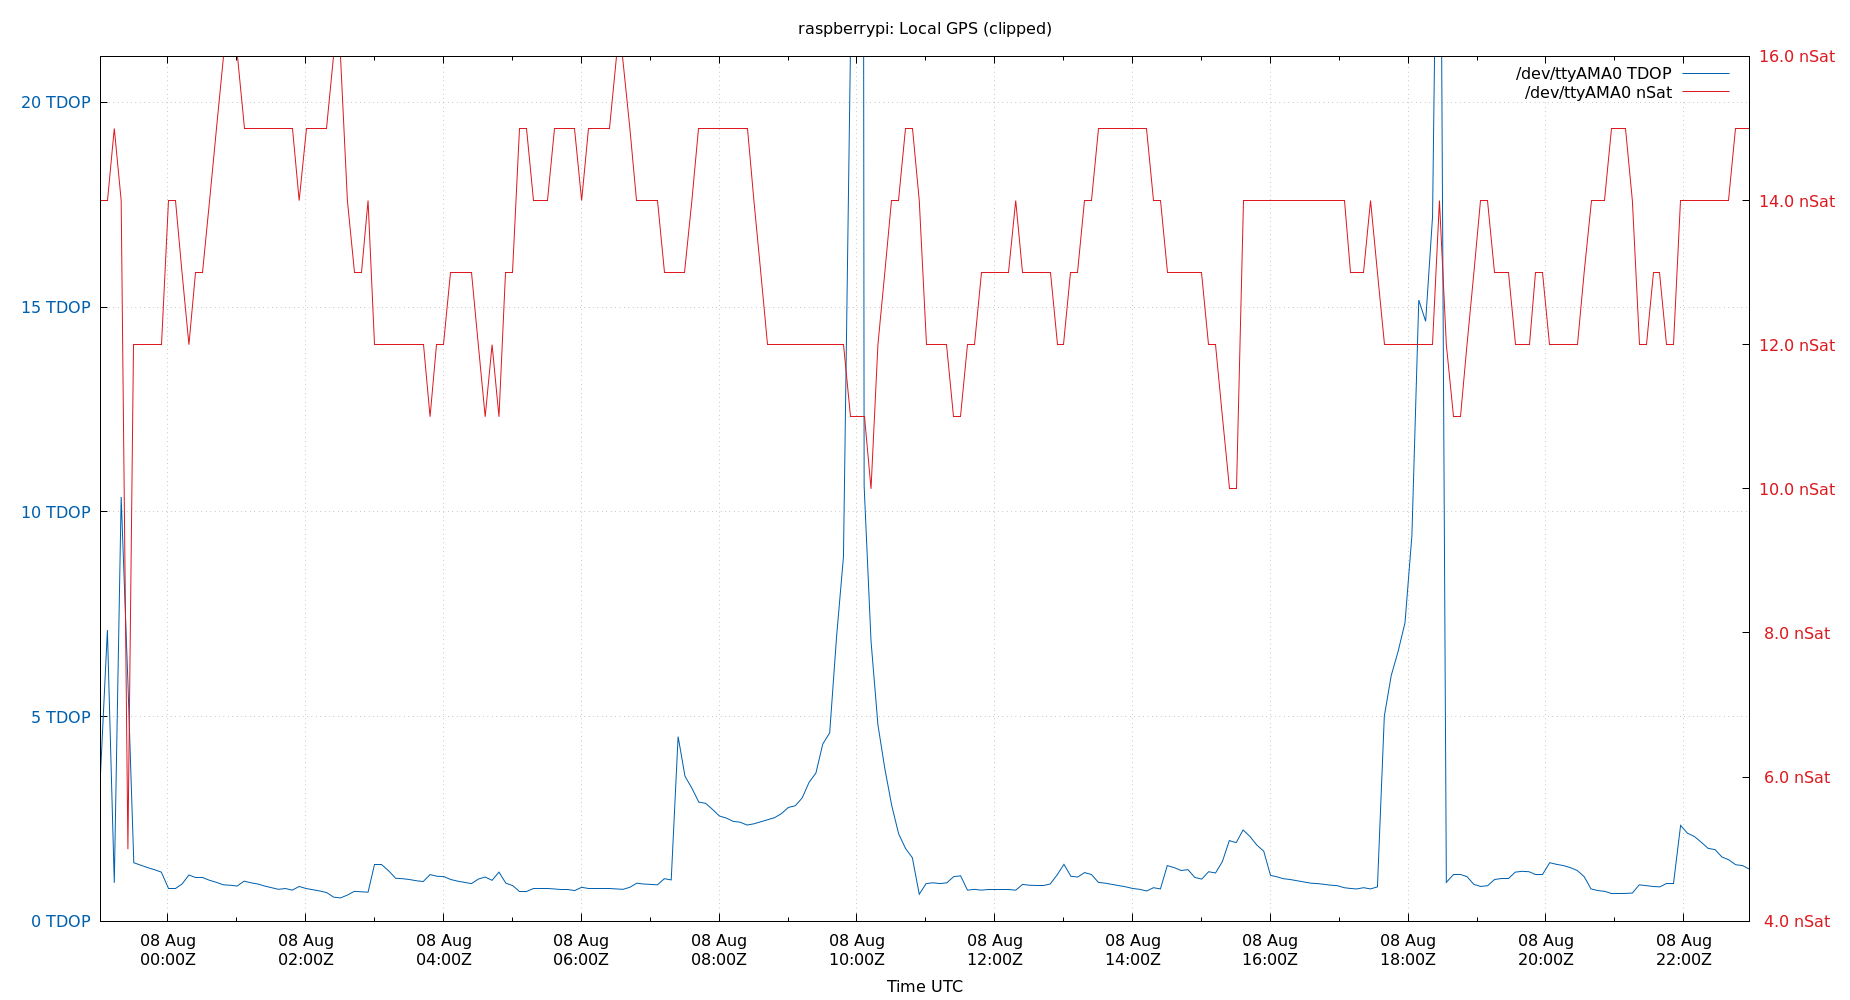 raspberrypi: Local GPS (clipped)
/dev/ttyAMA0 TDOP
/dev/ttyAMA0 nSat
20 TDOP
15 TDOP
10 TDOP
5 TDOP
0 TDOP
16.0 nSat
14.0 nSat
12.0 nSat
10.0 nSat
8.0 nSat
6.0 nSat
4.0 nSat
08 Aug 08 Aug 08 Aug 08 Aug 08 Aug 08 Aug 08 Aug 08 Aug 08 Aug 08 Aug 08 Aug 08 Aug
00:00Z 02:00Z 04:00Z 06:00Z 08:00Z 10:00Z 12:00Z 14:00Z 16:00Z 18:00Z 20:00Z 22:00Z
Time UTC